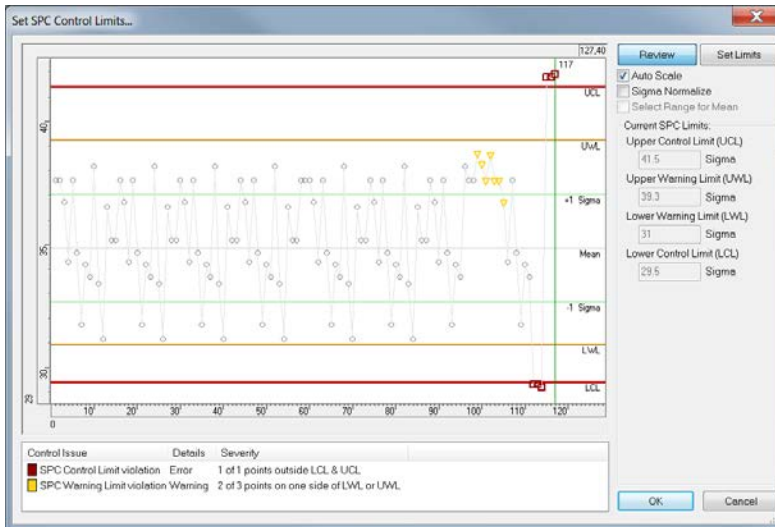 Set SPC Control Limits...
127,40
117
UCL
40
UWL
+1 Sigma
35
Mean
-1 Sigma
LWL
30
LCL
29
0 10' 20' 30' 40' 50' 60' 70' 80' 90' 100' 110' 120'
Control Issue Details Severity
SPC Control Limit violation Error 1 of 1 points outside LCL & UCL
SPC Warning Limit violation Warning 2 of 3 points on one side of LWL or UWL
Review Set Limits
Auto Scale
Sigma Normalize
Select Range for Mean
Current SPC Limits:
Upper Control Limit (UCL)
41.5 Sigma
Upper Warning Limit (UWL)
39.3 Sigma
Lower Warning Limit (LWL)
31 Sigma
Lower Control Limit (LCL)
29.5 Sigma
OK Cancel